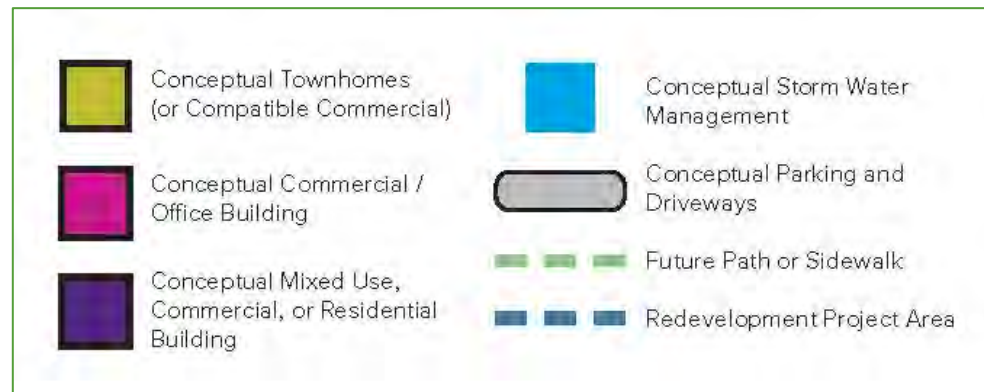 Conceptual Townhomes
(or Compatible Commercial)
Conceptual Commercial /
Office Building
Conceptual Mixed Use,
Commercial, or Residential
Building
Conceptual Storm Water
Management
Conceptual Parking and
Driveways
Future Path or Sidewalk
Redevelopment Project Area